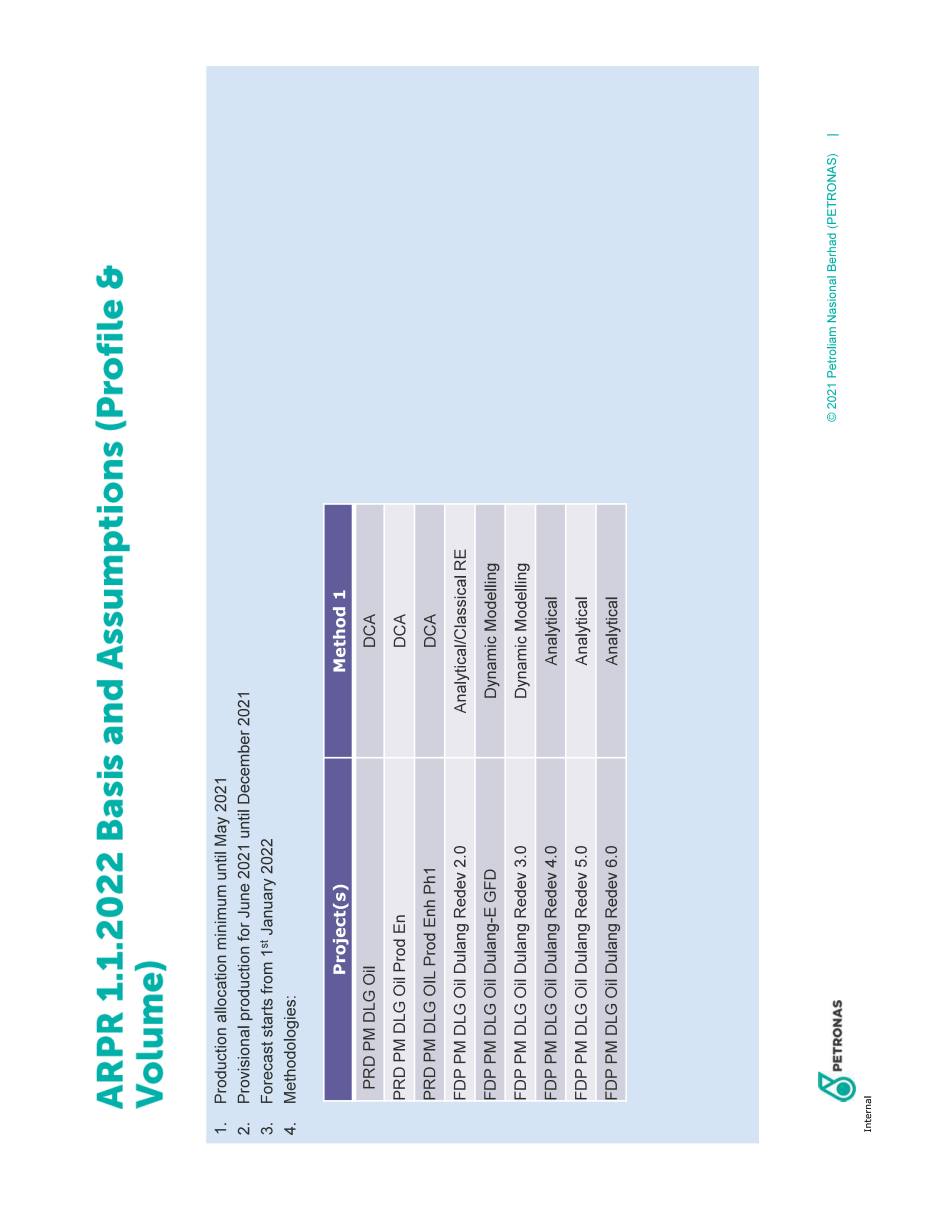 ARPR 1.1.2022 Basis and Assumptions (Profile &
Volume)
1. Production allocation minimum until May 2021
2. Provisional production for June 2021 until December 2021
3. Forecast starts from 1st January 2022
4. Methodologies:
Project(s) Method 1
PRD PM DLG Oil DCA
PRD PM DLG Oil Prod En DCA
PRD PM DLG OIL Prod Enh Ph1 DCA
FDP PM DLG Oil Dulang Redev 2.0 Analytical/Classical RE
FDP PM DLG Oil Dulang-E GFD Dynamic Modelling
FDP PM DLG Oil Dulang Redev 3.0 Dynamic Modelling
FDP PM DLG Oil Dulang Redev 4.0 Analytical
FDP PM DLG Oil Dulang Redev 5.0 Analytical
FDP PM DLG Oil Dulang Redev 6.0 Analytical
PETRONAS
© 2021 Petroliam Nasional Berhad (PETRONAS) |
Internal